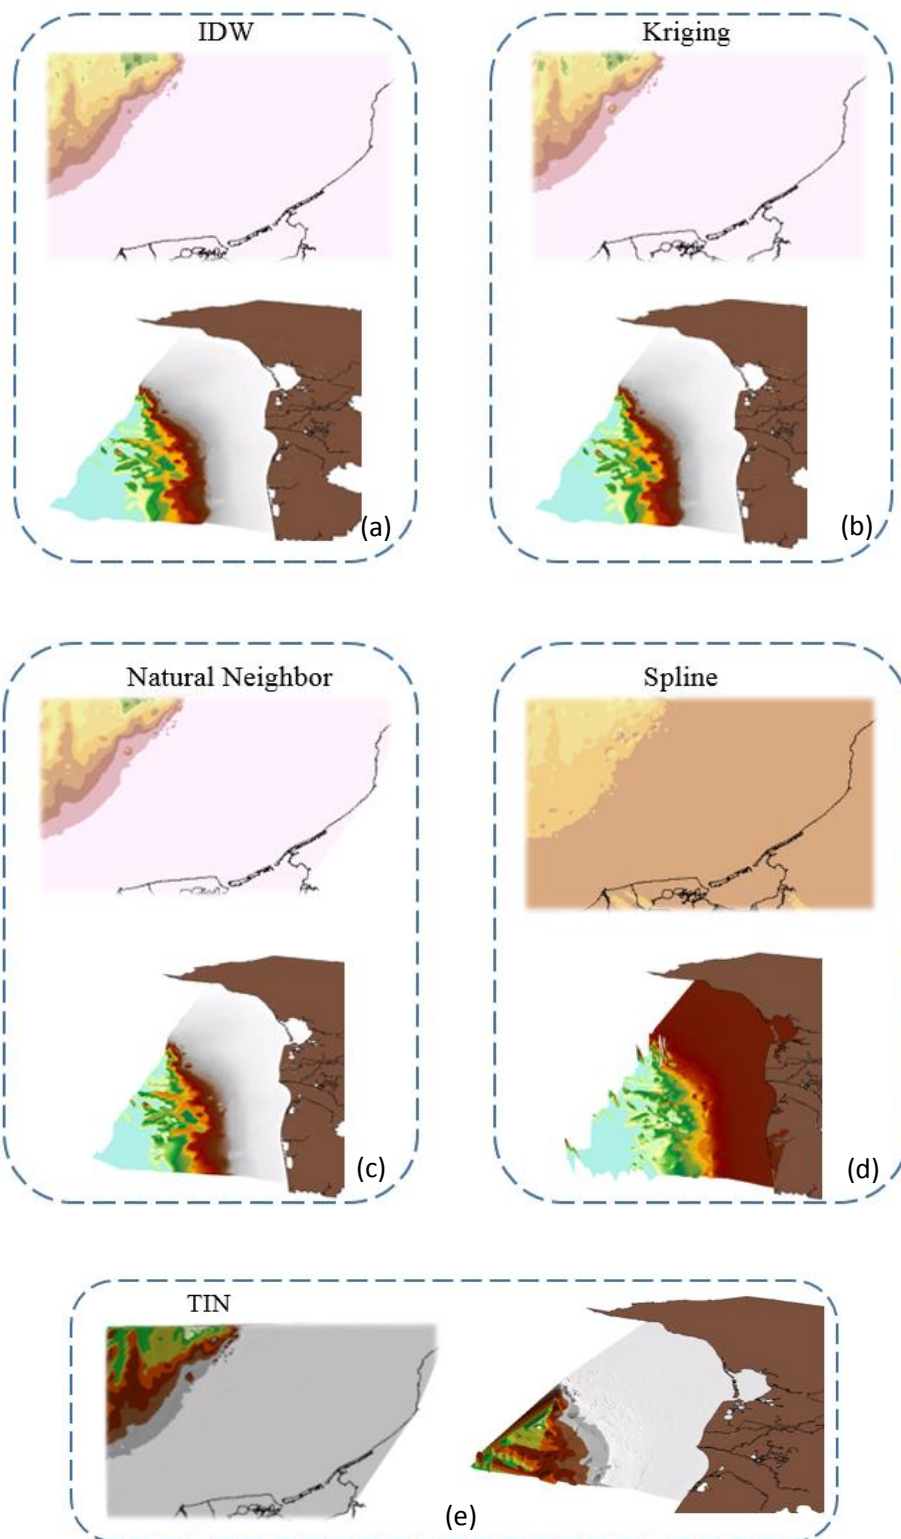 IDW
Kriging
(a)
(b)
Natural Neighbor
Spline
(c)
(d)
TIN
(e)